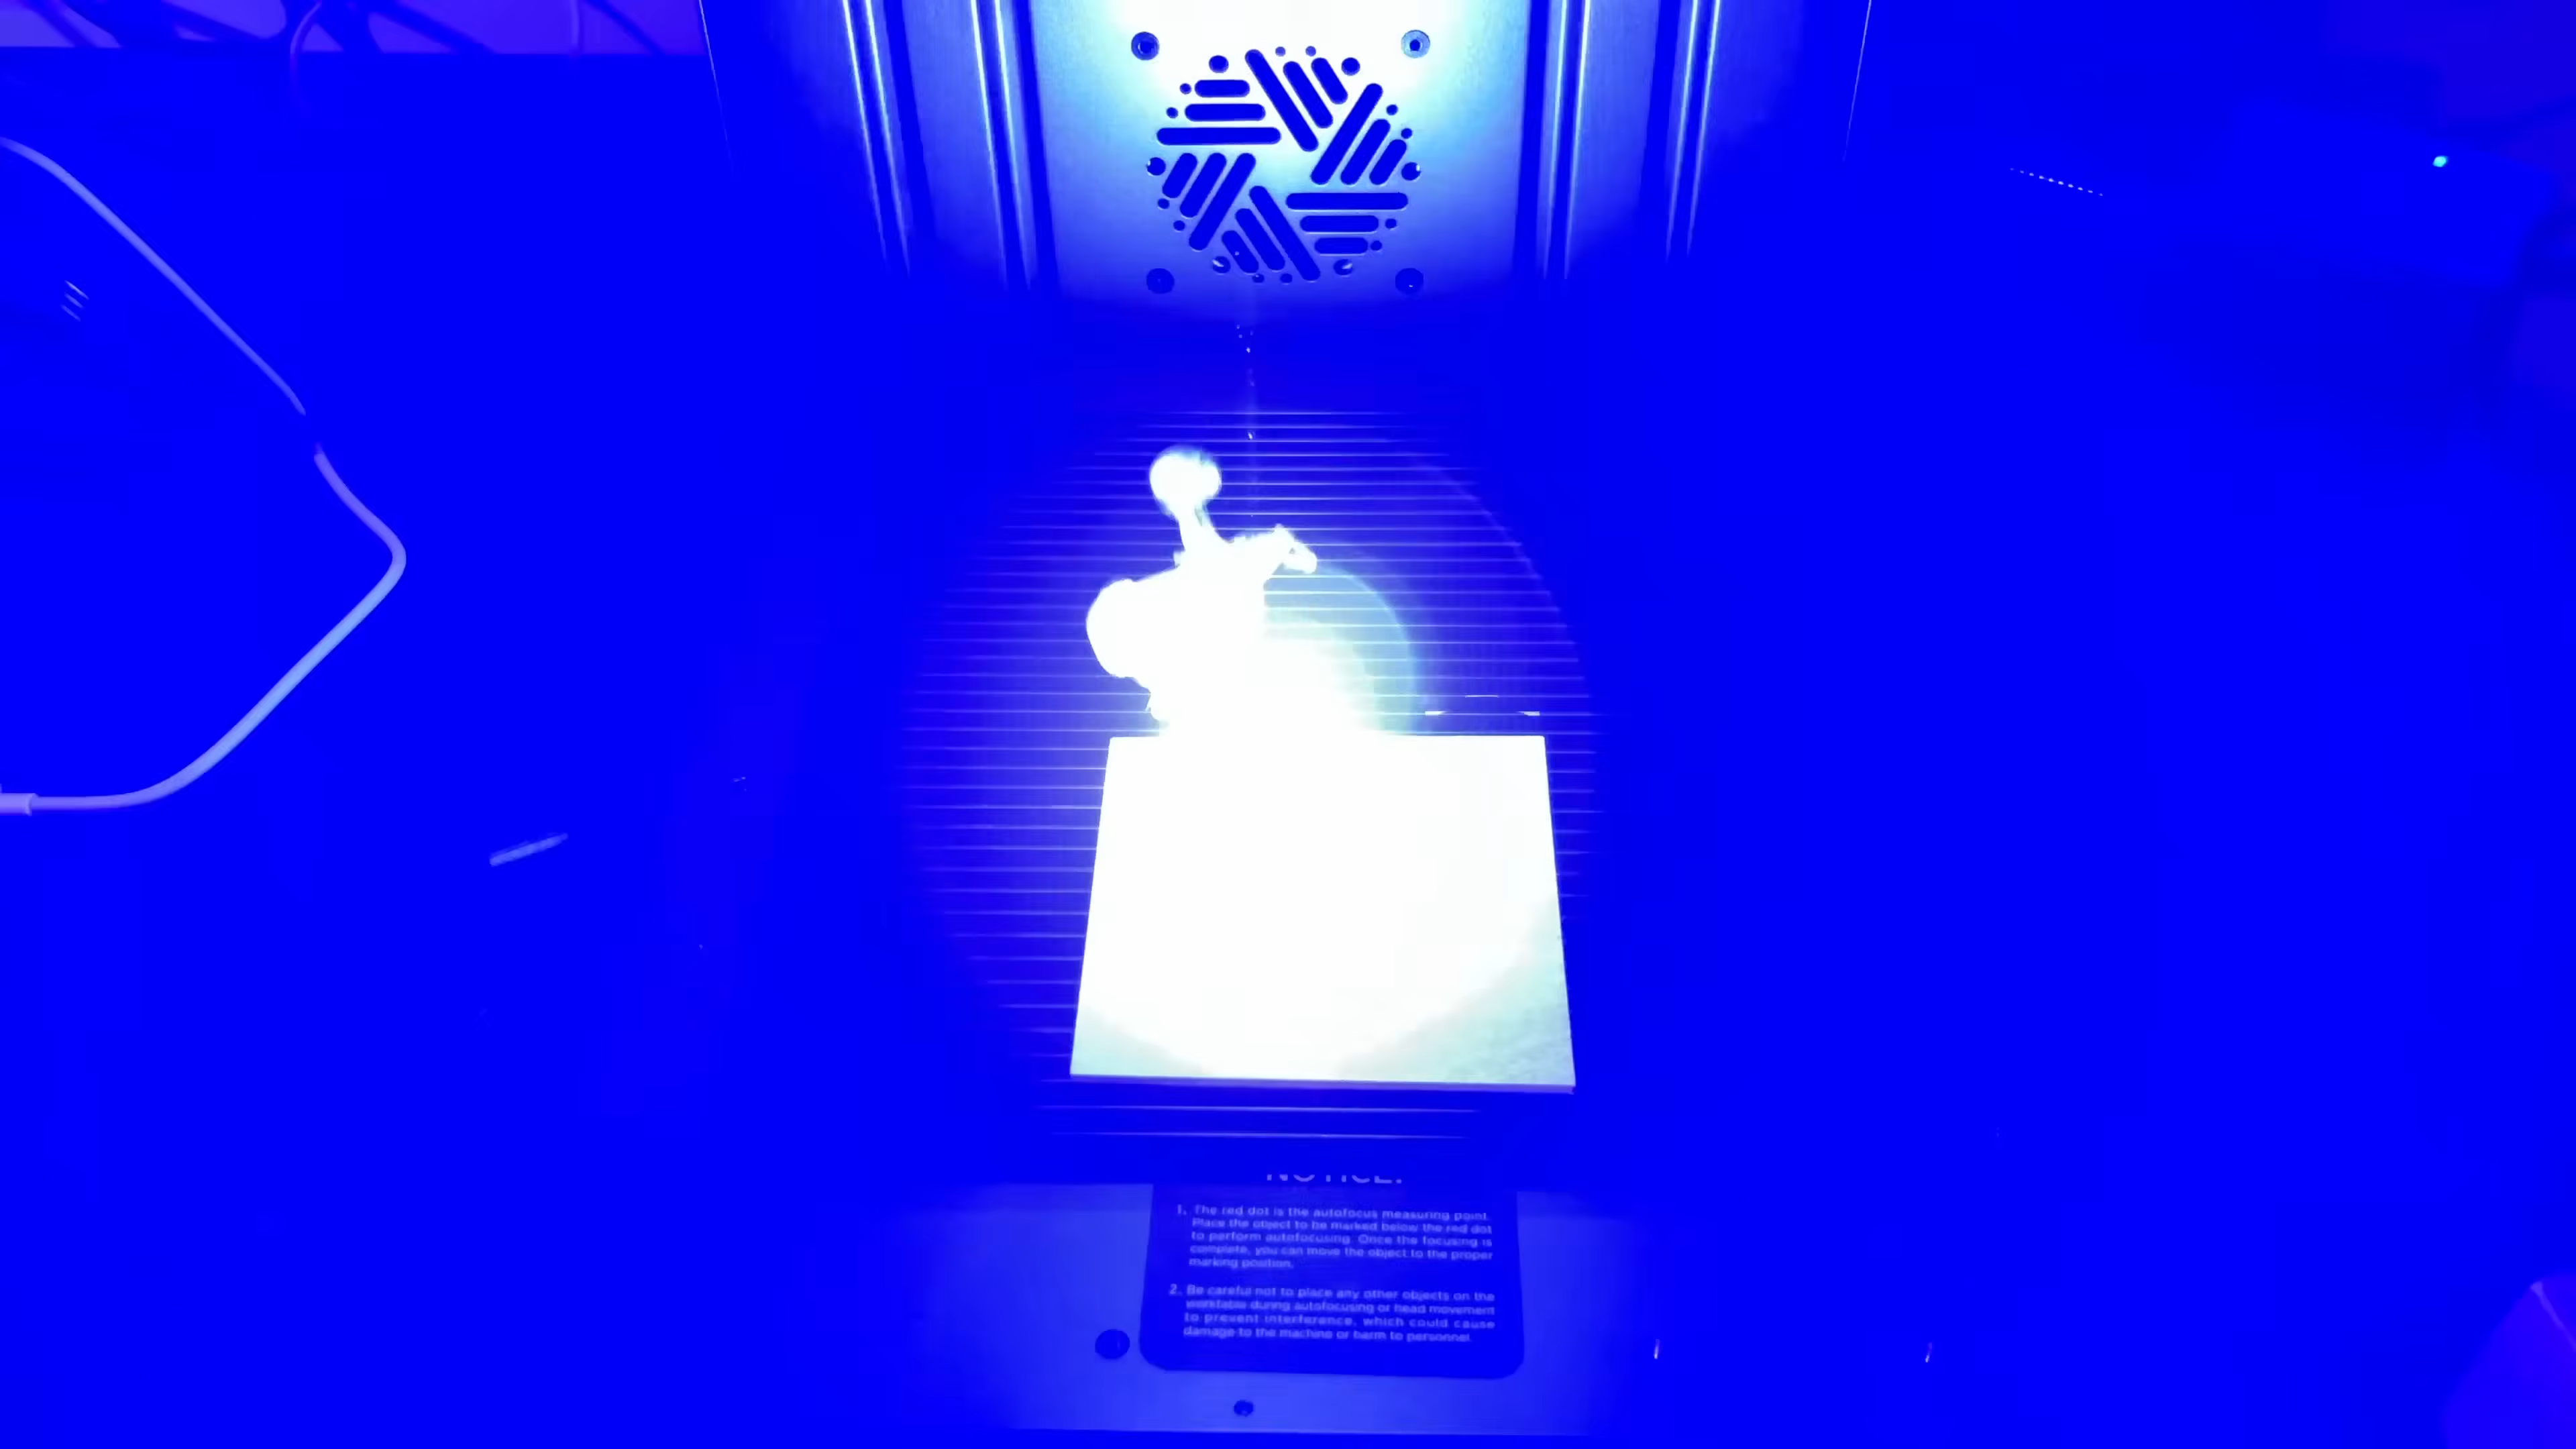 NOTICE:
1. The red dot is the autofocus measuring point.
Place the object to be marked below the red dot
to perform autofocusing. Once the focusing is
complete, you can move the object to the proper
marking position.
2. Be careful not to place any other objects on the
worktable during autofocusing or head movement
to prevent interference, which could cause
damage to the machine or harm to personnel.